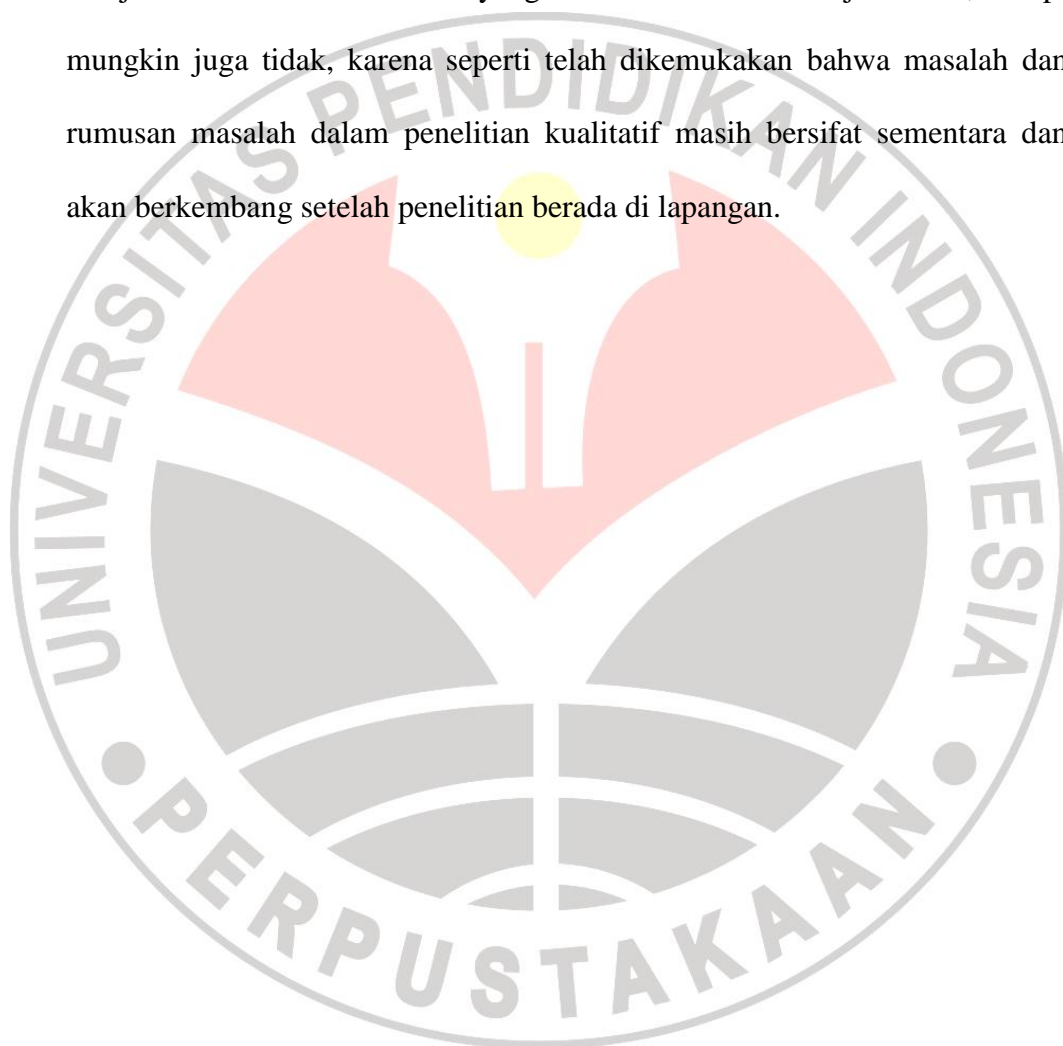 mungkin juga tidak, karena seperti telah dikemukakan bahwa masalah dan
rumusan masalah dalam penelitian kualitatif masih bersifat sementara dan
akan berkembang setelah penelitian berada di lapangan.
UNIVERSITAS PENDIDIKAN INDONESIA
PERPUSTAKAAN